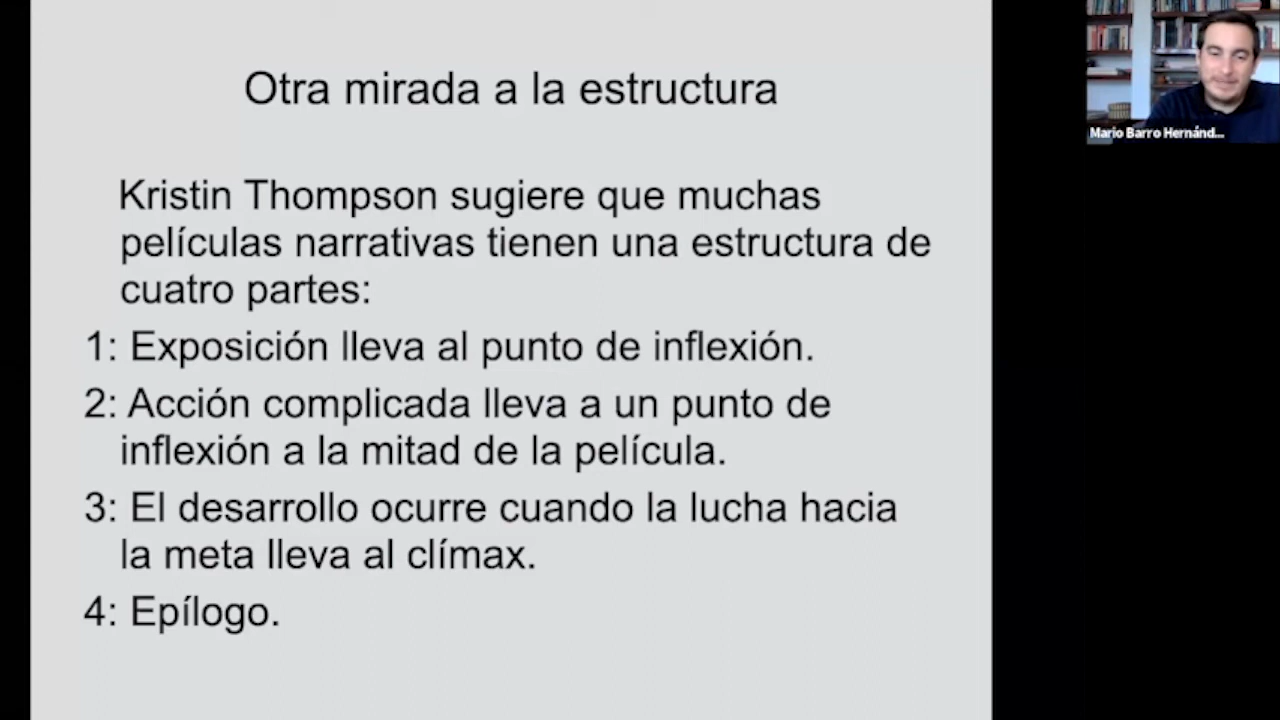 Otra mirada a la estructura
Kristin Thompson sugiere que muchas
películas narrativas tienen una estructura de
cuatro partes:
1: Exposición lleva al punto de inflexión.
2: Acción complicada lleva a un punto de
inflexión a la mitad de la película.
3: El desarrollo ocurre cuando la lucha hacia
la meta lleva al clímax.
4: Epílogo.
Mario Barro Hernánd...